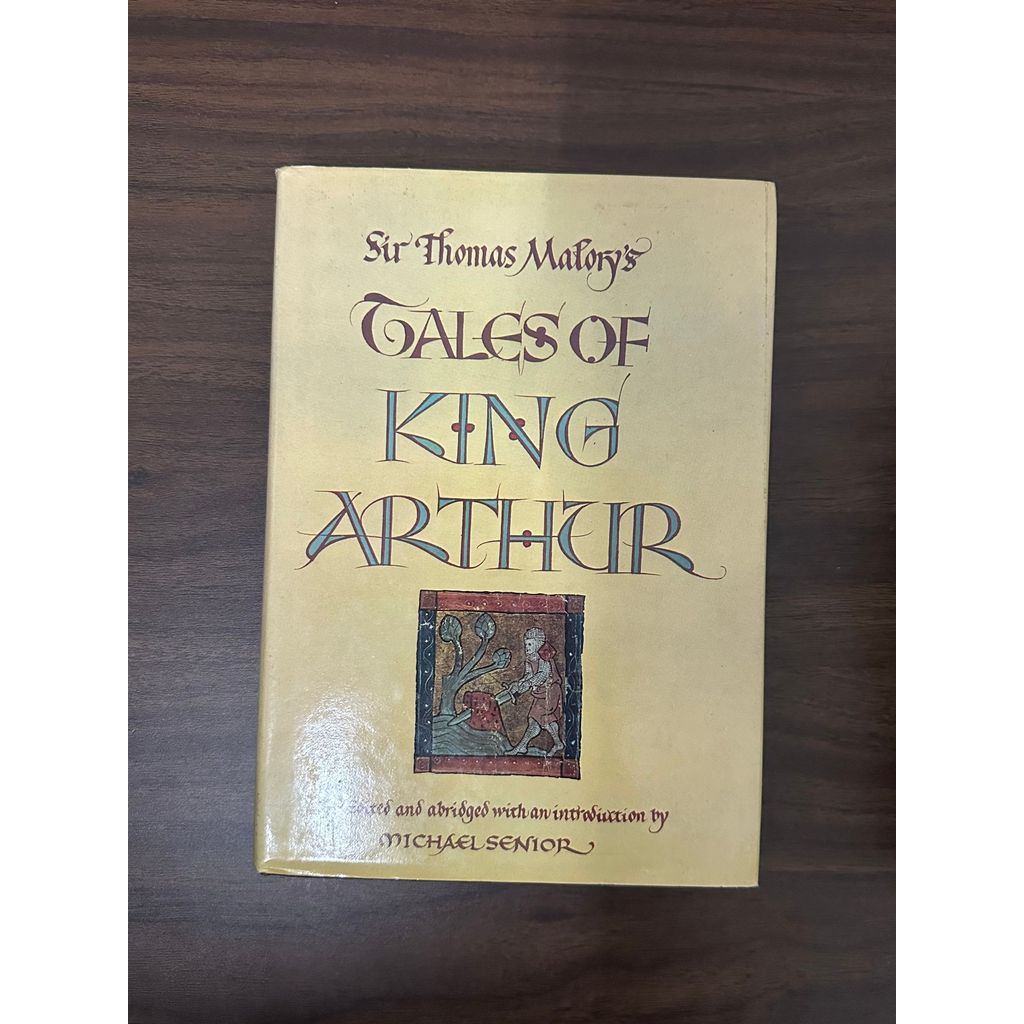 Sir Thomas Malory's
TALES OF
KING
ARTHUR
Edited and abridged with an introduction by
MICHAEL SENIOR